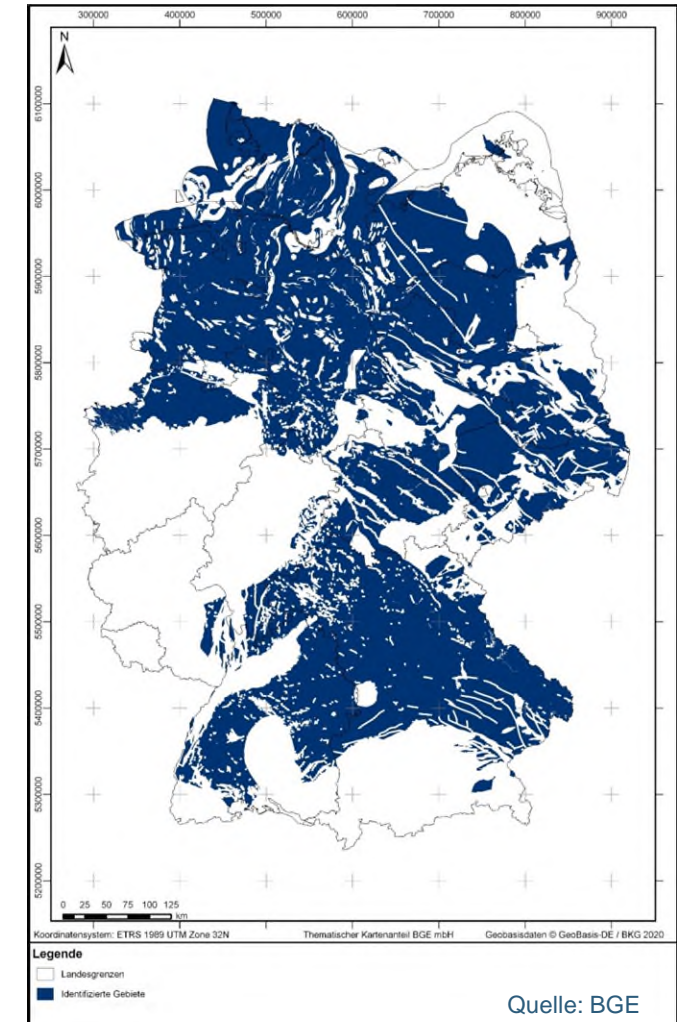 300000 400000 500000 600000 700000 800000 900000
N
6100000
6000000
5900000
5800000
5700000
5600000
5500000
5400000
5300000
5200000
0 25 50 75 100 125
km
Koordinatensystem: ETRS 1989 UTM Zone 32N Thematischer Kartenanteil BGE mbH Geobasisdaten © GeoBasis-DE / BKG 2020
Legende
Landesgrenzen
Identifizierte Gebiete
Quelle: BGE